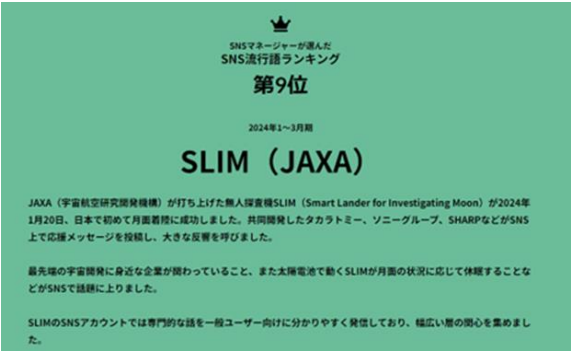 SNSマネージャーが選んだ
SNS流行語ランキング
第9位
2024年1〜3月期
SLIM（JAXA）
JAXA（宇宙航空研究開発機構）が打ち上げた無人探査機SLIM（Smart Lander for Investigating Moon）が2024年
1月20日、日本で初めて月面着陸に成功しました。共同開発したタカラトミー、ソニーグループ、SHARPなどがSNS
上で応援メッセージを投稿し、大きな反響を呼びました。
最先端の宇宙開発に身近な企業が関わっていること、また太陽電池で動くSLIMが月面の状況に応じて休眠することな
どがSNSで話題に上りました。
SLIMのSNSアカウントでは専門的な話を一般ユーザー向けに分かりやすく発信しており、幅広い層の関心を集めまし
た。